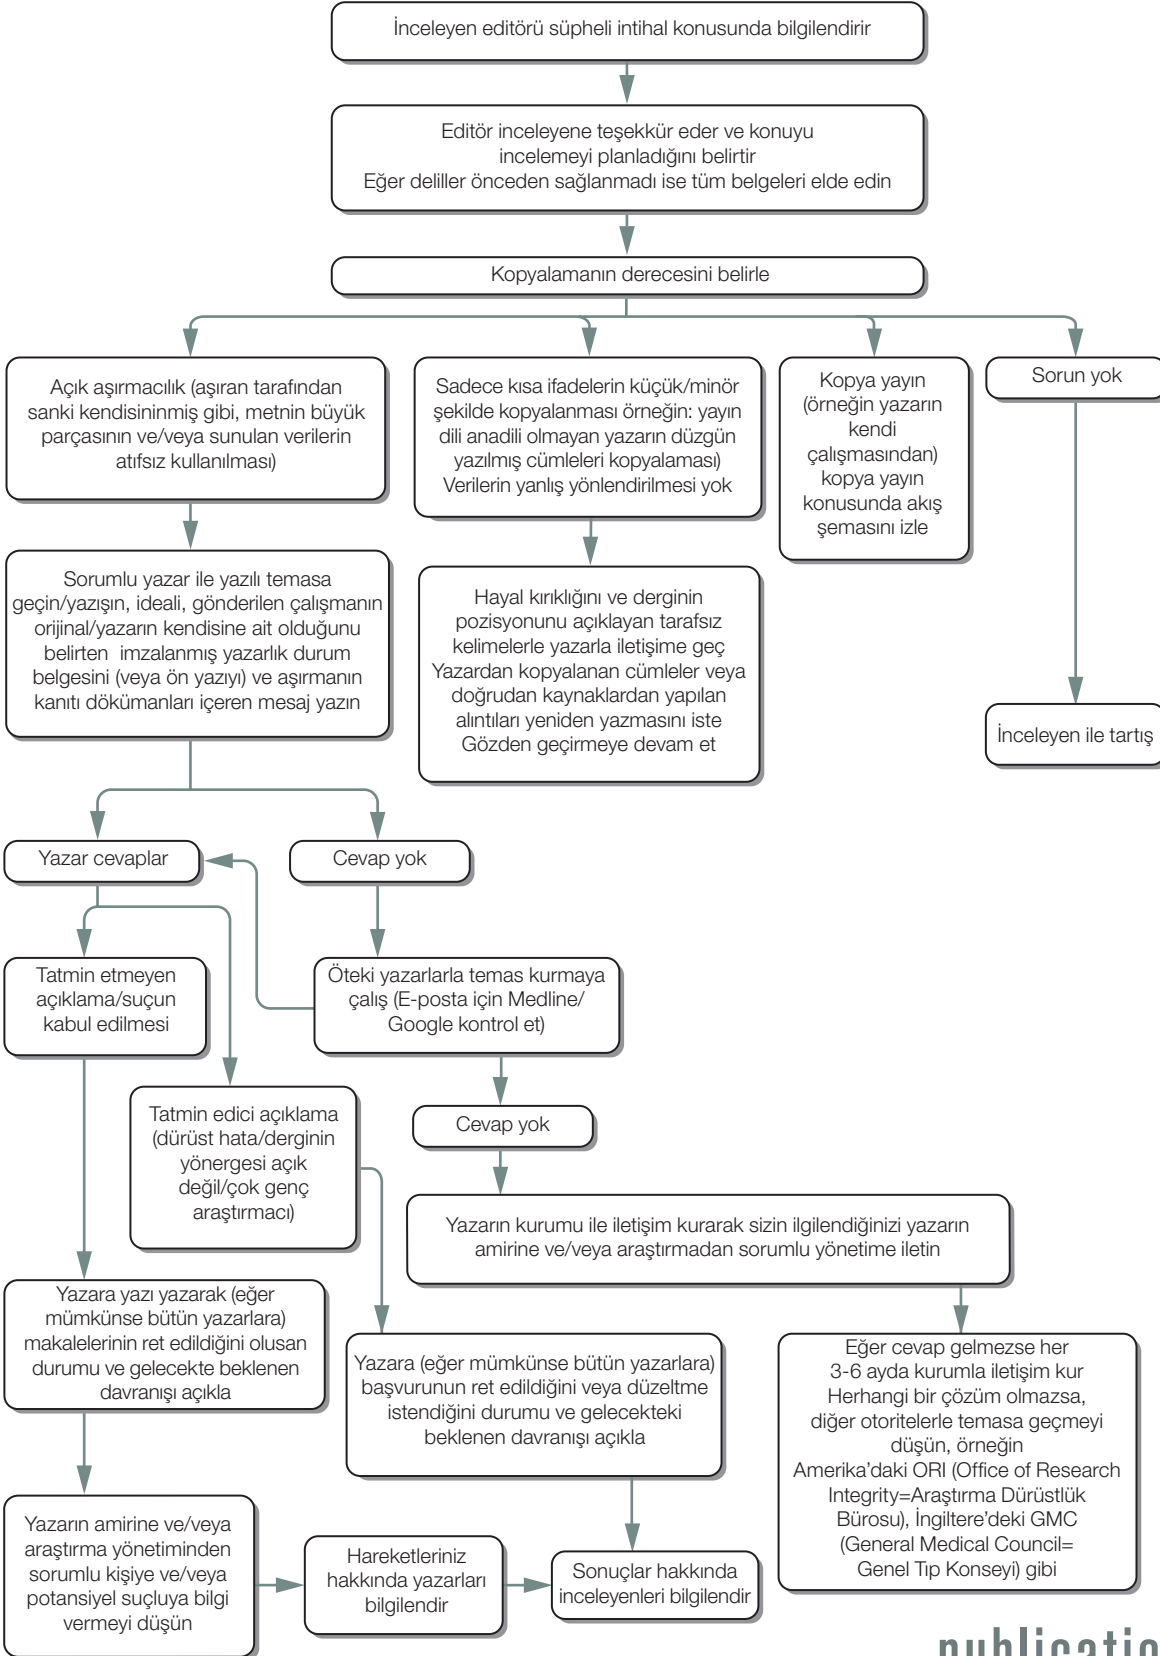 İnceleyen editörü süpheli intihal konusunda bilgilendirir
Editör inceleyene teşekkür eder ve konuyu
incelemeyi planladığını belirtir
Eğer deliller önceden sağlanmadı ise tüm belgeleri elde edin
Kopyalamanın derecesini belirle
Açık aşırmacılık (aşıran tarafından
sanki kendisininmiş gibi, metnin büyük
parçasının ve/veya sunulan verilerin
atıfsız kullanılması)
Sadece kısa ifadelerin küçük/minör
şekilde kopyalanması örneğin: yayın
dili anadili olmayan yazarın düzgün
yazılmış cümleleri kopyalaması)
Verilerin yanlış yönlendirilmesi yok
Kopya yayın
(örneğin yazarın
kendi
çalışmasından)
kopya yayın
konusunda akış
şemasını izle
Sorun yok
Sorumlu yazar ile yazılı temasa
geçin/yazışın, ideali, gönderilen çalışmanın
orijinal/yazarın kendisine ait olduğunu
belirten imzalanmış yazarlık durum
belgesini (veya ön yazıyı) ve aşırmanın
kanıtı dökümanları içeren mesaj yazın
Hayal kırıklığını ve derginin
pozisyonunu açıklayan tarafsız
kelimelerle yazarla iletişime geç
Yazardan kopyalanan cümleler veya
doğrudan kaynaklardan yapılan
alıntıları yeniden yazmasını iste
Gözden geçirmeye devam et
İnceleyen ile tartış
Yazar cevaplar
Cevap yok
Tatmin etmeyen
açıklama/suçun
kabul edilmesi
Öteki yazarlarla temas kurmaya
çalış (E-posta için Medline/
Google kontrol et)
Tatmin edici açıklama
(dürüst hata/derginin
yönergesi açık
değil/çok genç
araştırmacı)
Cevap yok
Yazarın kurumu ile iletişim kurarak sizin ilgilendiğinizi yazarın
amirine ve/veya araştırmadan sorumlu yönetime iletin
Yazara yazı yazarak (eğer
mümkünse bütün yazarlara)
makalelerinin ret edildiğini olusan
durumu ve gelecekte beklenen
davranışı açıkla
Yazara (eğer mümkünse bütün yazarlara)
başvurunun ret edildiğini veya düzeltme
istendiğini durumu ve gelecekteki
beklenen davranışı açıkla
Eğer cevap gelmezse her
3-6 ayda kurumla iletişim kur
Herhangi bir çözüm olmazsa,
diğer otoritelerle temasa geçmeyi
düşün, örneğin
Amerika'daki ORI (Office of Research
Integrity=Araştırma Dürüstlük
Bürosu), İngiltere'deki GMC
(General Medical Council=
Genel Tıp Konseyi) gibi
Yazarın amirine ve/veya
araştırma yönetiminden
sorumlu kişiye ve/veya
potansiyel suçluya bilgi
vermeyi düşün
Hareketleriniz
hakkında yazarları
bilgilendir
Sonuçlar hakkında
inceleyenleri bilgilendir